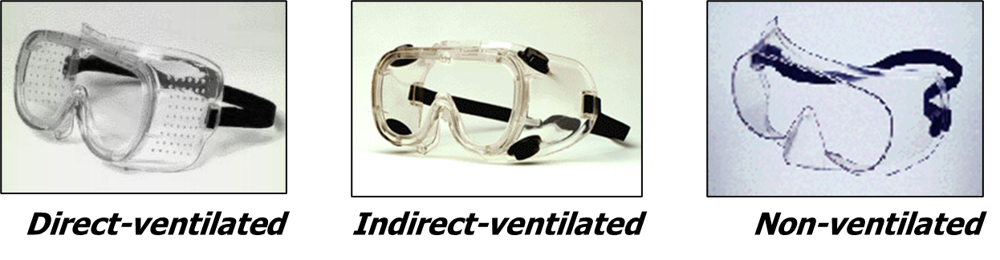 Direct-ventilated
Indirect-ventilated
Non-ventilated